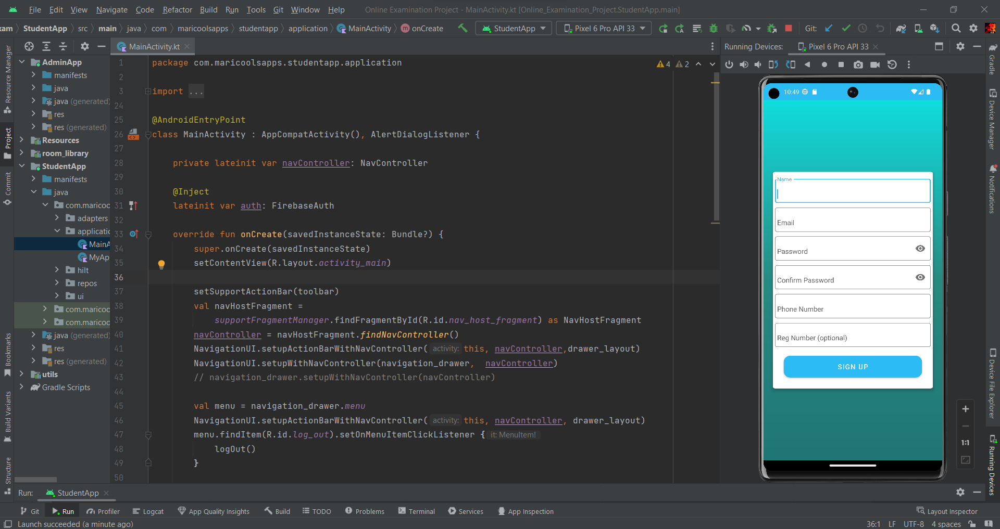 File Edit View Navigate Code Refactor Build Run Tools Git Window Help Online Examination Project - MainActivity.kt [Online_Examination_Project.StudentApp.main]
am StudentApp src main java com maricoolsapps studentapp application MainActivity onCreate StudentApp Pixel 6 Pro API 33 Git:
MainActivity.kt
Running Devices: Pixel 6 Pro API 33
Resource Manager
Project
Commit
Bookmarks
Build Variants
Structure
AdminApp
manifests
java
java (generated)
res
res (generated)
Resources
room_library
StudentApp
manifests
java
com.maricoo
adapters
applicatio
MainA
MyAp
hilt
repos
ui
com.maricoo
com.maricoo
java (generated)
res
res (generated)
utils
Gradle Scripts
4 2
1 package com.maricoolsapps.studentapp.application
2
3 import ...
24
25 @AndroidEntryPoint
26 class MainActivity : AppCompatActivity(), AlertDialogListener {
27
28 private lateinit var navController: NavController
29
30 @Inject
31 lateinit var auth: FirebaseAuth
32
33 override fun onCreate(savedInstanceState: Bundle?) {
34 super.onCreate(savedInstanceState)
35 setContentView(R.layout.activity_main)
36
37 setSupportActionBar(toolbar)
38 val navHostFragment =
39 supportFragmentManager.findFragmentById(R.id.nav_host_fragment) as NavHostFragment
40 navController = navHostFragment.findNavController()
41 NavigationUI.setupActionBarWithNavController( activity: this, navController,drawer_layout)
42 NavigationUI.setupWithNavController(navigation_drawer, navController)
43 // navigation_drawer.setupWithNavController(navController)
44
45 val menu = navigation_drawer.menu
46 NavigationUI.setupActionBarWithNavController( activity: this, navController, drawer_layout)
47 menu.findItem(R.id.log_out).setOnMenuItemClickListener { it: MenuItem!
48 logOut()
49 }
50
10:49
Name
Email
Password
Confirm Password
Phone Number
Reg Number (optional)
SIGN UP
1:1
Gradle
Device Manager
Notifications
Device File Explorer
Running Devices
Run: StudentApp
Git Run Profiler Logcat App Quality Insights Build TODO Problems Terminal Services App Inspection Layout Inspector
Launch succeeded (a minute ago) 36:1 LF UTF-8 4 spaces